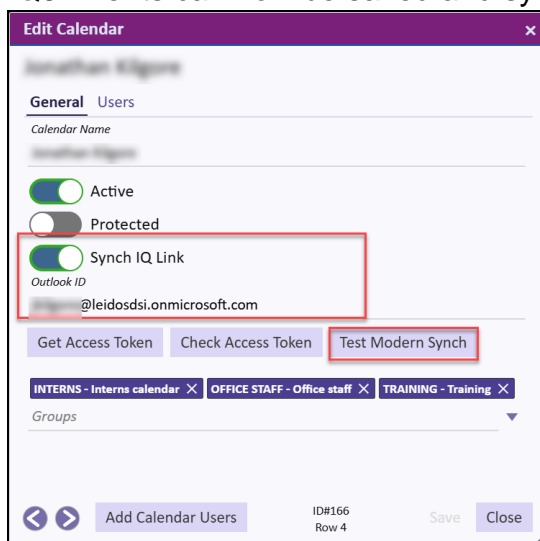 Edit Calendar ×
General Users
Calendar Name
Active
Protected
Synch IQ Link
Outlook ID
@leidosdsi.onmicrosoft.com
Get Access Token Check Access Token Test Modern Synch
INTERNS - Interns calendar × OFFICE STAFF - Office staff × TRAINING - Training ×
Groups
Add Calendar Users ID#166 Save Close
Row 4